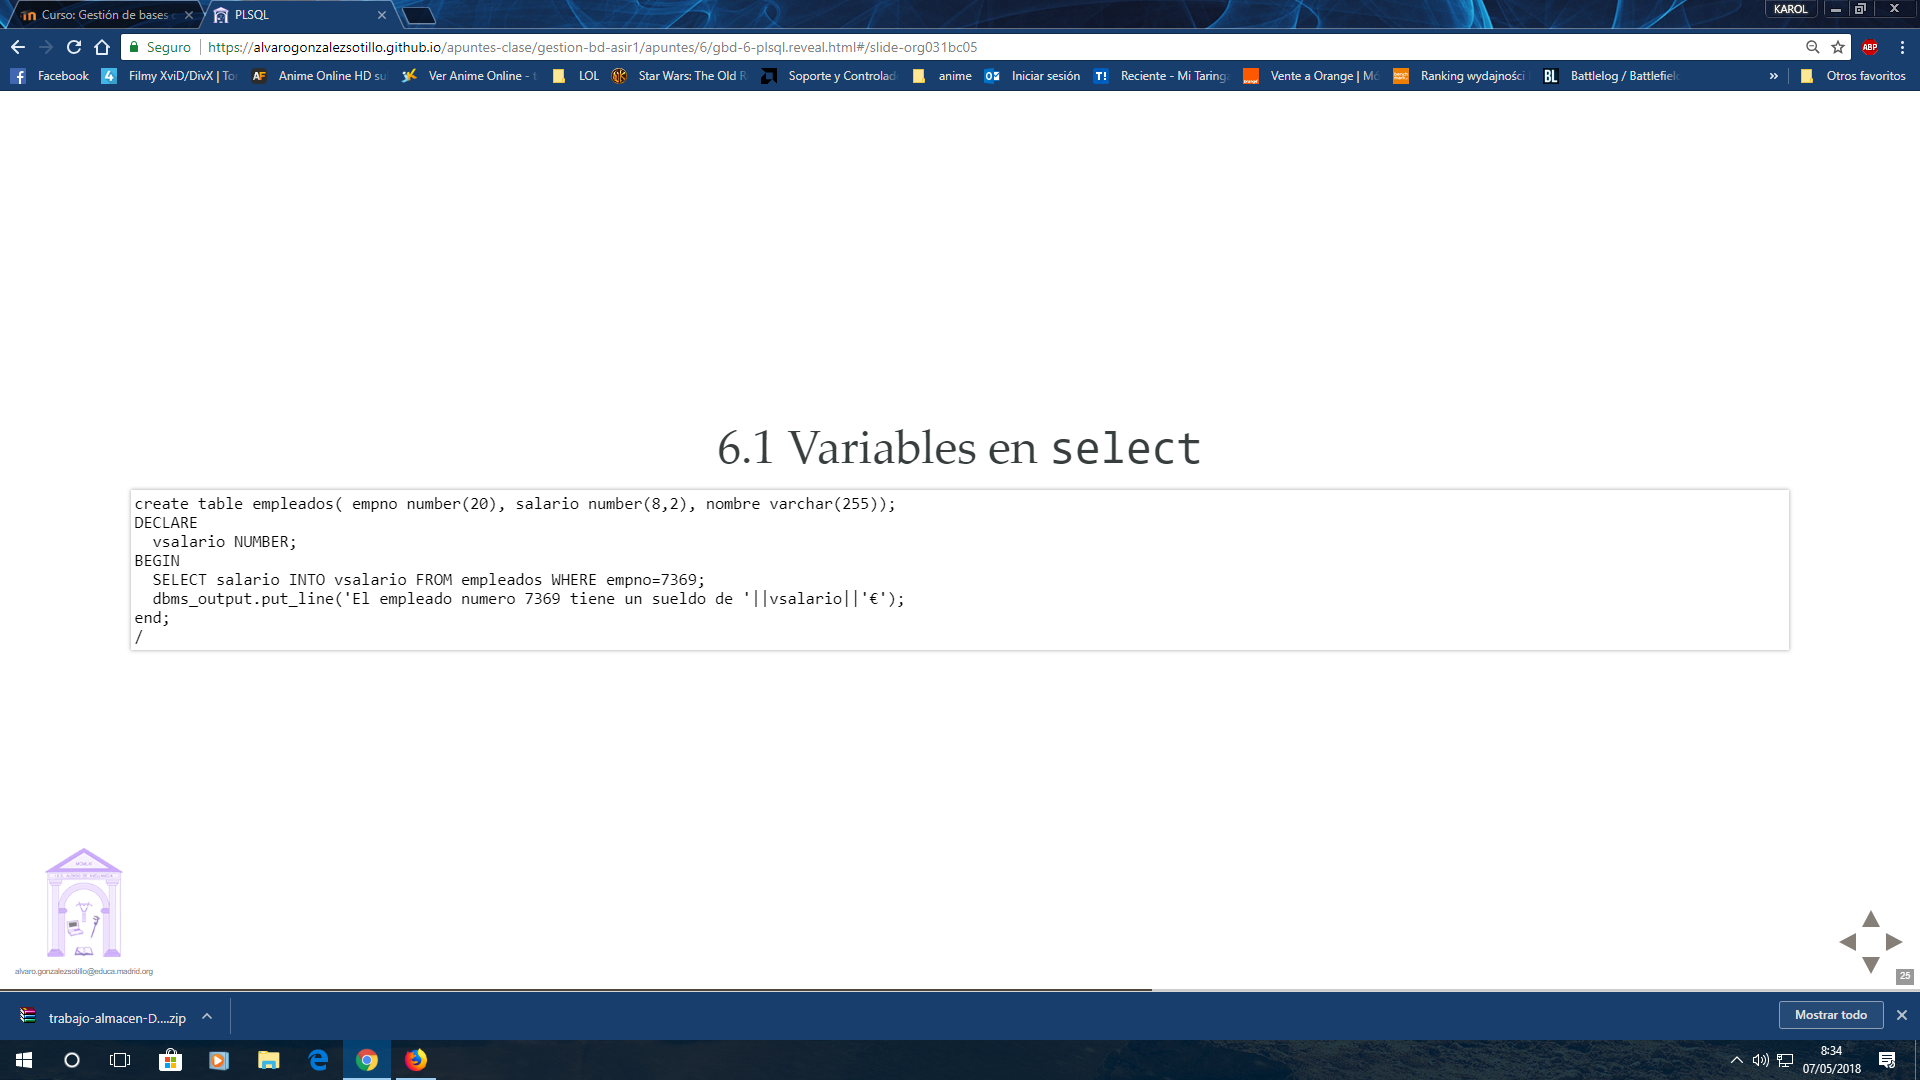 Curso: Gestión de bases
PLSQL
KAROL
Seguro
https://alvarogonzalezsotillo.github.io/apuntes-clase/gestion-bd-asir1/apuntes/6/gbd-6-plsql.reveal.html#/slide-org031bc05
ABP
Facebook
Filmy XviD/DivX | To
Anime Online HD su
Ver Anime Online -
LOL
Star Wars: The Old R
Soporte y Controlad
anime
Iniciar sesión
Reciente - Mi Taringa
Vente a Orange | Mó
Ranking wydajności
Battlelog / Battlefiel
»
Otros favoritos
6.1 Variables en select
create table empleados( empno number(20), salario number(8,2), nombre varchar(255));
DECLARE
  vsalario NUMBER;
BEGIN
  SELECT salario INTO vsalario FROM empleados WHERE empno=7369;
  dbms_output.put_line('El empleado numero 7369 tiene un sueldo de '||vsalario||'€');
end;
/
alvaro.gonzalezsotillo@educa.madrid.org
25
trabajo-almacen-D....zip
Mostrar todo
8:34
07/05/2018